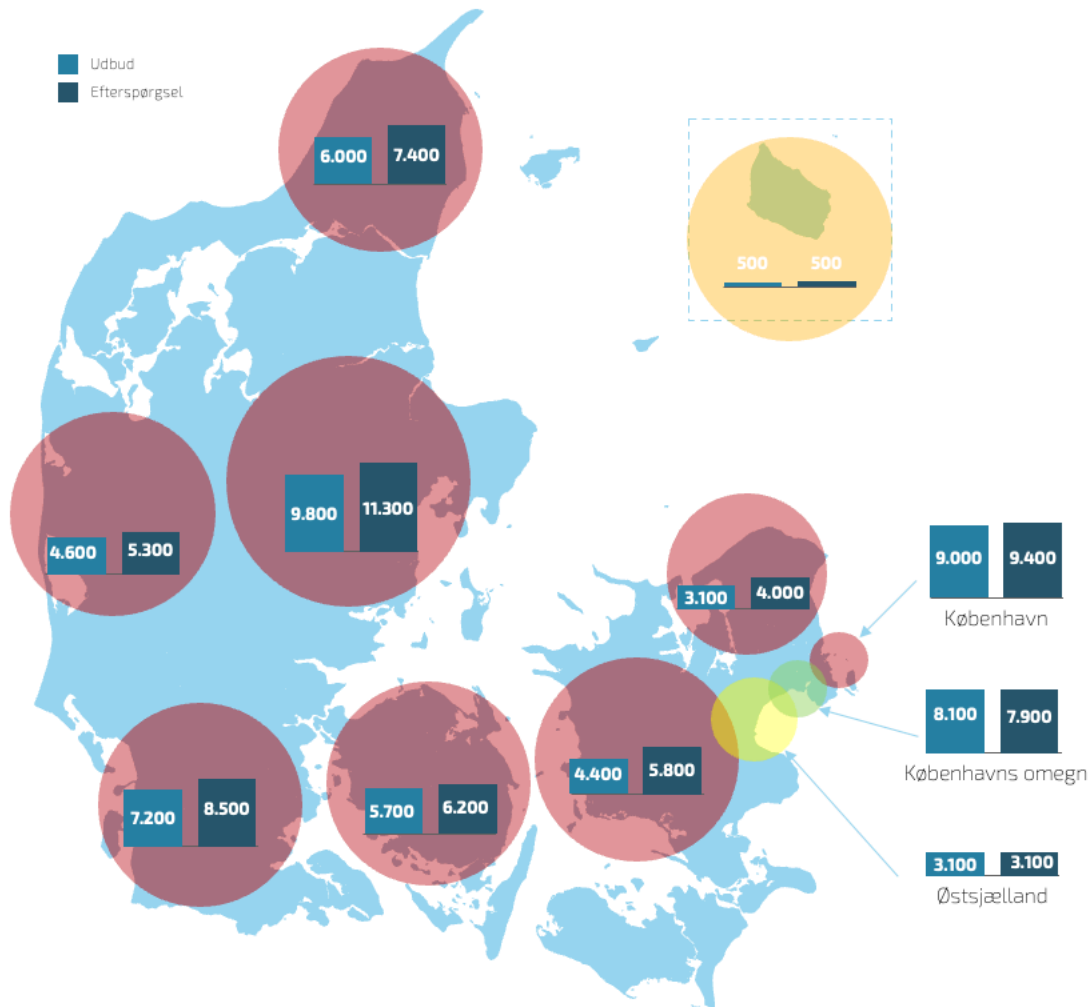 Udbud
Efterspørgsel
6.000 7.400
500 500
9.800 11.300
4.600 5.300
3.100 4.000
9.000 9.400
København
8.100 7.900
Københavns omegn
4.400 5.800
7.200 8.500
5.700 6.200
3.100 3.100
Østsjælland